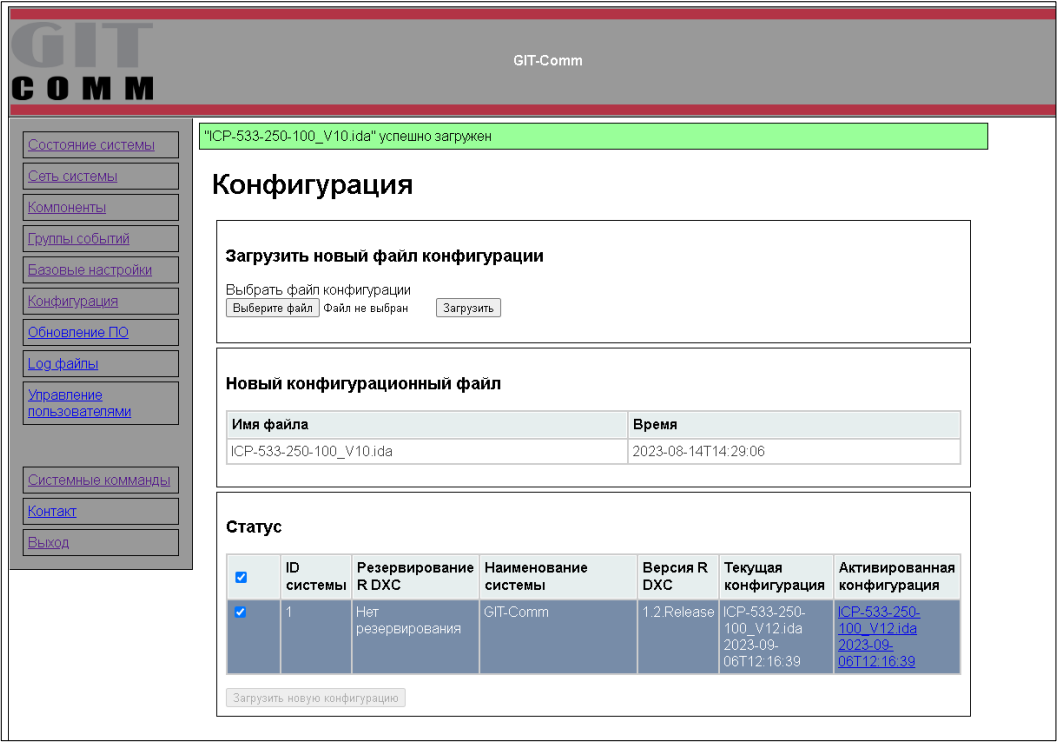 GIT
COMM
GIT-Comm
Состояние системы
Сеть системы
Компоненты
Группы событий
Базовые настройки
Конфигурация
Обновление ПО
Log файлы
Управление
пользователями
Системные комманды
Контакт
Выход
"ICP-533-250-100_V10.ida" успешно загружен
Конфигурация
Загрузить новый файл конфигурации
Выбрать файл конфигурации
Выберите файл Файл не выбран Загрузить
Новый конфигурационный файл
Имя файла Время
ICP-533-250-100_V10.ida 2023-08-14T14:29:06
Статус
ID Резервирование Наименование Версия R Текущая Активированная
системы R DXC системы DXC конфигурация конфигурация
1 Нет GIT-Comm 1.2.Release ICP-533-250- ICP-533-250-
резервирования 100_V12.ida 100_V12.ida
2023-09- 2023-09-
06T12:16:39 06T12:16:39
Загрузить новую конфигурацию